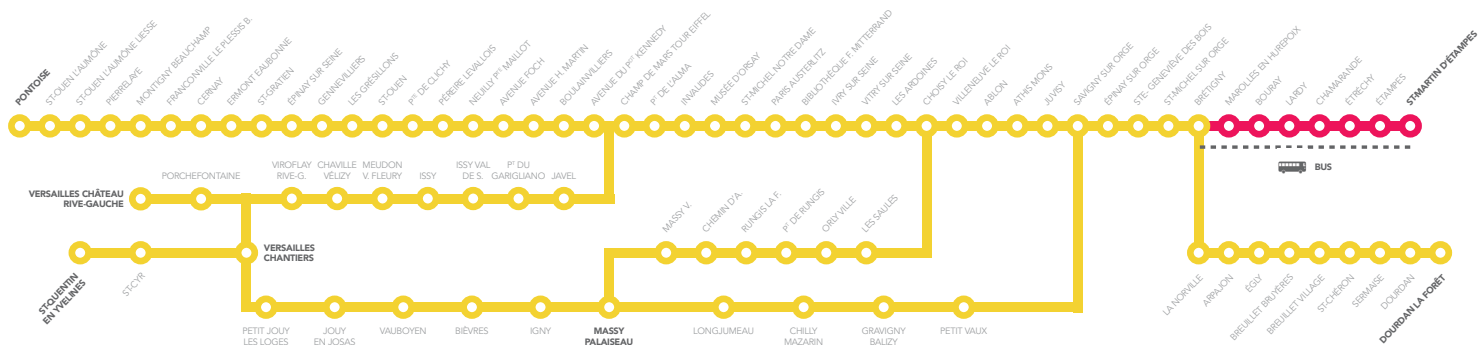 PONTOISE
ST-OUEN L'AUMÔNE
ST-OUEN L'AUMÔNE LIESSE
PIERRELAYE
MONTIGNY BEAUCHAMP
FRANCONVILLE LE PLESSIS B.
CERNAY
ERMONT EAUBONNE
ST-GRATIEN
ÉPINAY SUR SEINE
GENNEVILLIERS
LES GRÉSILLONS
ST-OUEN
PTE DE CLICHY
PEREIRE LEVALLOIS
NEUILLY PTE MAILLOT
AVENUE FOCH
AVENUE H. MARTIN
BOULAINVILLIERS
AVENUE DU PDT KENNEDY
CHAMP DE MARS TOUR EIFFEL
PT DE L'ALMA
INVALIDES
MUSÉE D'ORSAY
ST-MICHEL NOTRE DAME
PARIS AUSTERLITZ
BIBLIOTHÈQUE F. MITTERRAND
IVRY SUR SEINE
VITRY SUR SEINE
LES ARDOINES
CHOISY LE ROI
VILLENEUVE LE ROI
ABLON
ATHIS MONS
JUVISY
SAVIGNY SUR ORGE
ÉPINAY SUR ORGE
STE- GENEVIÈVE DES BOIS
ST-MICHEL SUR ORGE
BRÉTIGNY
MAROLLES EN HUREPOIX
BOURAY
LARDY
CHAMARANDE
ÉTRÉCHY
ÉTAMPES
ST-MARTIN D'ÉTAMPES
BUS
VERSAILLES CHÂTEAU
RIVE-GAUCHE
PORCHEFONTAINE
VIROFLAY
RIVE-G.
CHAVILLE
VÉLIZY
MEUDON
V. FLEURY
ISSY
ISSY VAL
DE S.
PT DU
GARIGLIANO
JAVEL
MASSY V.
CHEMIN D'A.
RUNGIS LA F.
PT DE RUNGIS
ORLY VILLE
LES SAULES
ST-QUENTIN
EN YVELINES
ST-CYR
VERSAILLES
CHANTIERS
LA NORVILLE
ARPAJON
ÉGLY
BREUILLET BRUYÈRES
BREUILLET VILLAGE
ST-CHÉRON
SERMAISE
DOURDAN
DOURDAN LA FORÊT
PETIT JOUY
LES LOGES
JOUY
EN JOSAS
VAUBOYEN
BIÈVRES
IGNY
MASSY
PALAISEAU
LONGJUMEAU
CHILLY
MAZARIN
GRAVIGNY
BALIZY
PETIT VAUX